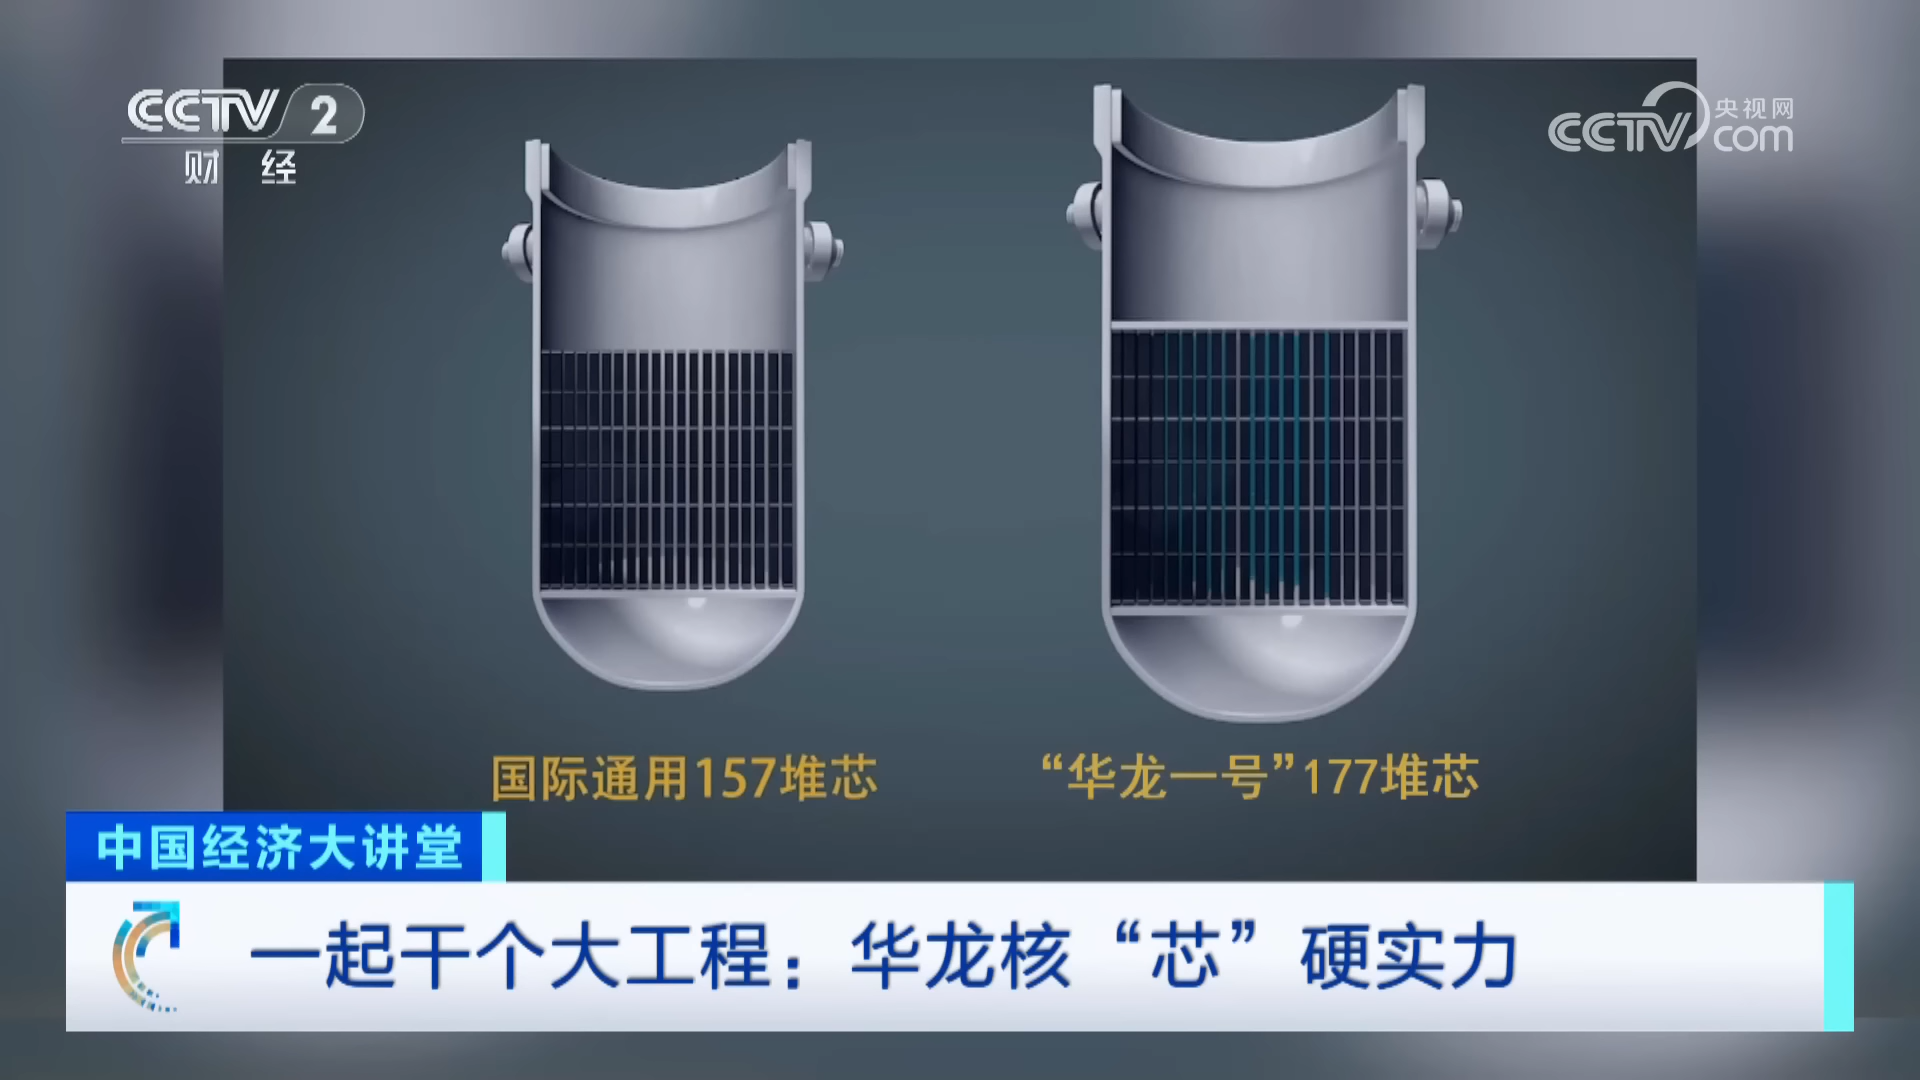 CCTV 2
财 经
央视网
CCTV.com
国际通用157堆芯
“华龙一号”177堆芯
中国经济大讲堂
一起干个大工程：华龙核“芯”硬实力